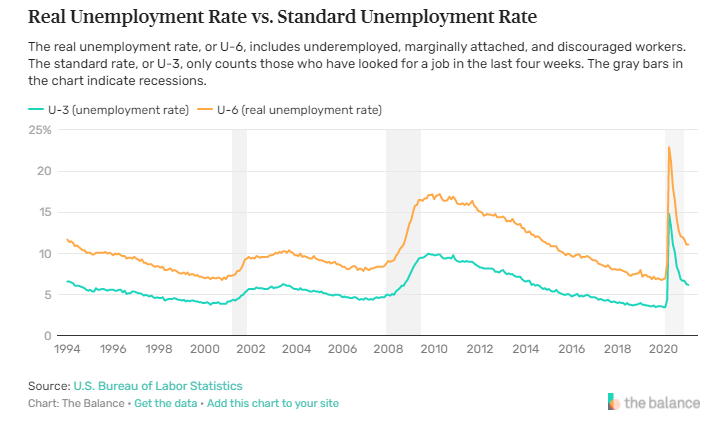 Real Unemployment Rate vs. Standard Unemployment Rate
The real unemployment rate, or U-6, includes underemployed, marginally attached, and discouraged workers.
The standard rate, or U-3, only counts those who have looked for a job in the last four weeks. The gray bars in
the chart indicate recessions.
U-3 (unemployment rate) U-6 (real unemployment rate)
25%
20
15
10
5
0
1994 1996 1998 2000 2002 2004 2006 2008 2010 2012 2014 2016 2018 2020
Source: U.S. Bureau of Labor Statistics
Chart: The Balance • Get the data • Add this chart to your site
the balance